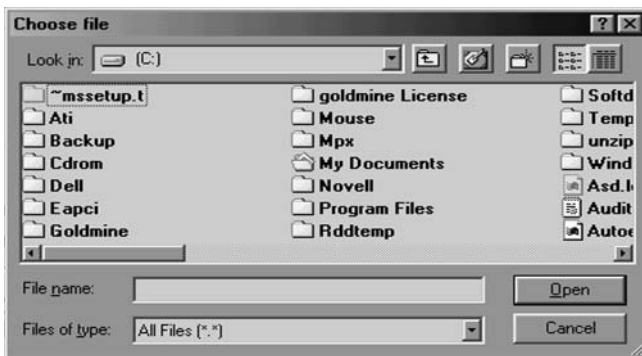 Choose file
Look in: (C:)
~mssetup.t goldmine License Softd
Ati Mouse Temp
Backup Mpx unzip
Cdrom My Documents Wind
Dell Novell Asd.l
Eapci Program Files Audit
Goldmine Rddtemp Autoe
File name: Open
Files of type: All Files (*.*) Cancel